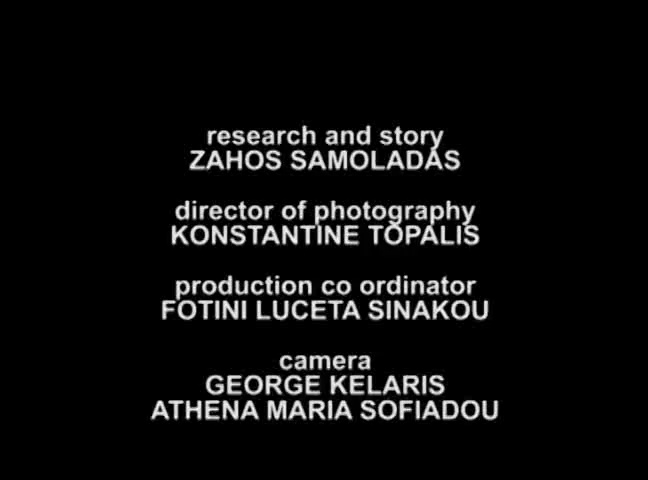 research and story
ZAHOS SAMOLADAS
director of photography
KONSTANTINE TOPALIS
production co ordinator
FOTINI LUCETA SINAKOU
camera
GEORGE KELARIS
ATHENA MARIA SOFIADOU